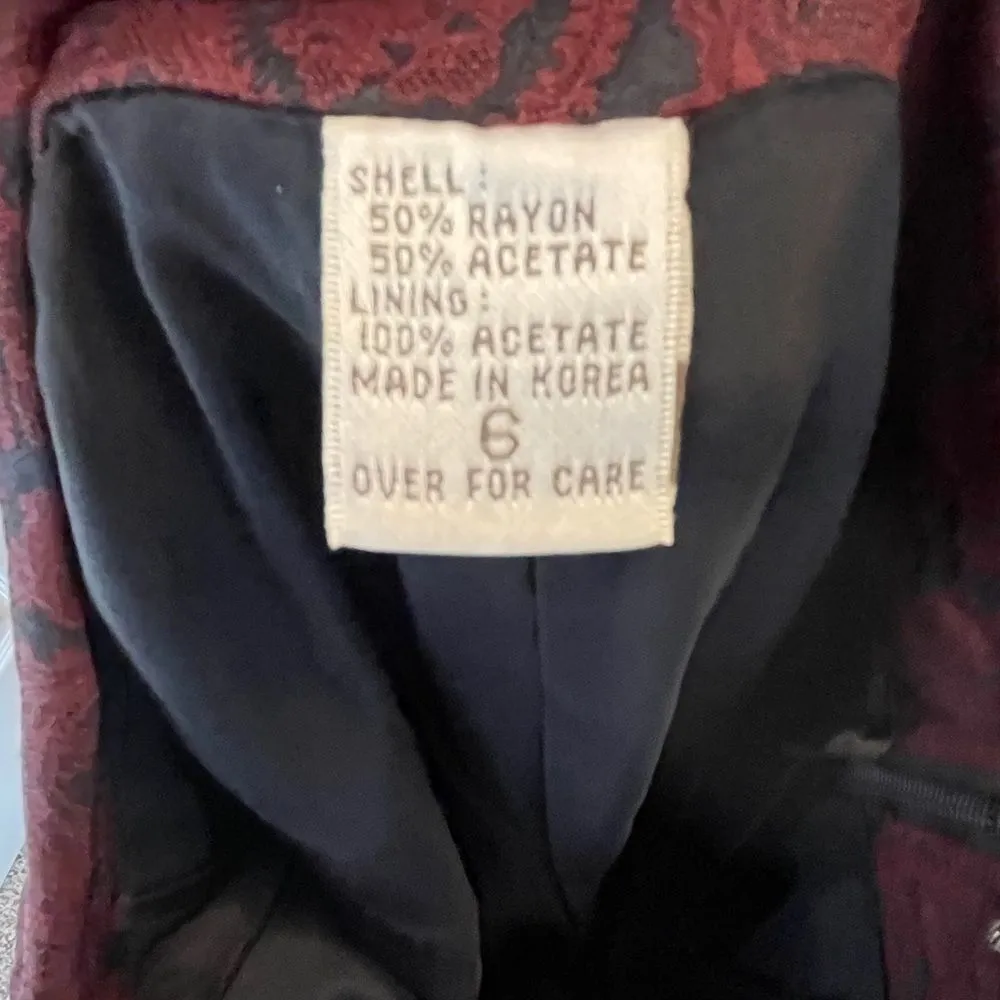 SHELL:
50% RAYON
50% ACETATE
LINING:
100% ACETATE
MADE IN KOREA
6
OVER FOR CARE